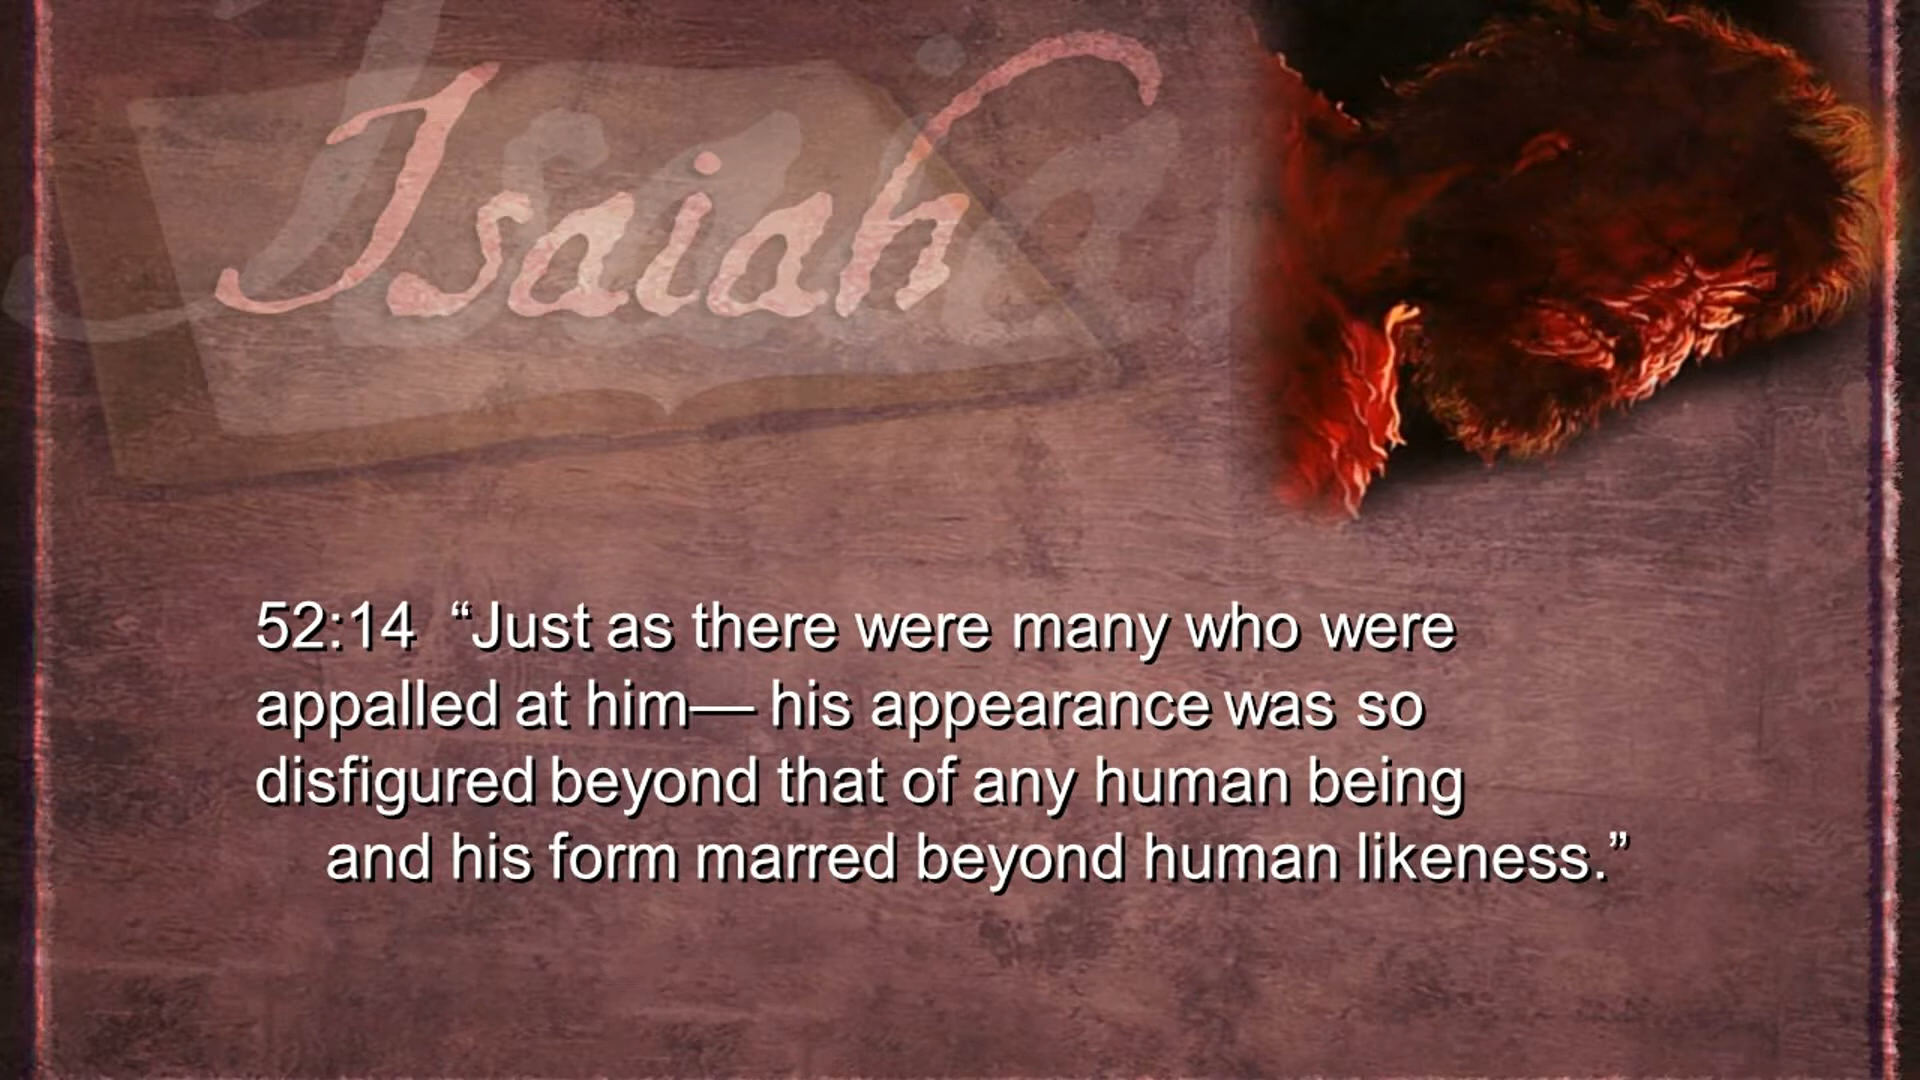 Isaiah
52:14 “Just as there were many who were
appalled at him— his appearance was so
disfigured beyond that of any human being
and his form marred beyond human likeness.”